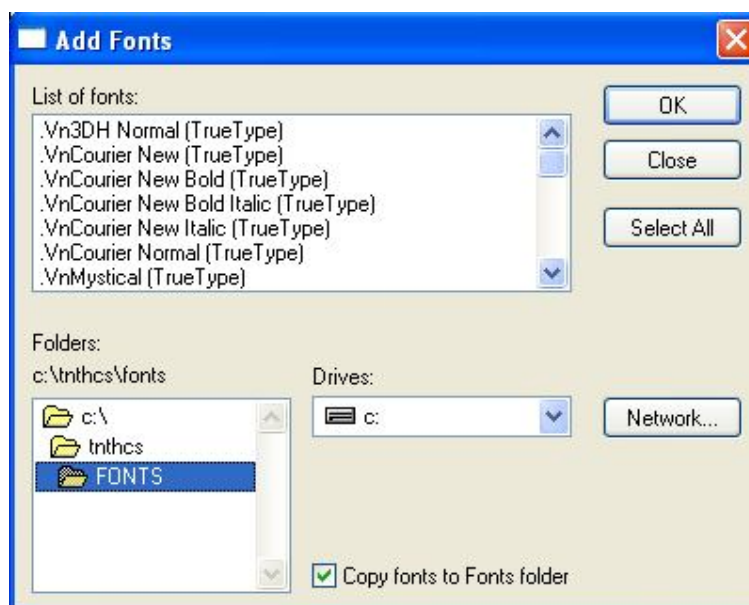 Add Fonts
List of fonts:
.Vn3DH Normal (TrueType)
.VnCourier New (TrueType)
.VnCourier New Bold (TrueType)
.VnCourier New Bold Italic (TrueType)
.VnCourier New Italic (TrueType)
.VnCourier Normal (TrueType)
.VnMystical (TrueType)
OK
Close
Select All
Folders:
c:\tnthcs\fonts
c:\
tnthcs
FONTS
Drives:
c:
Network...
Copy fonts to Fonts folder